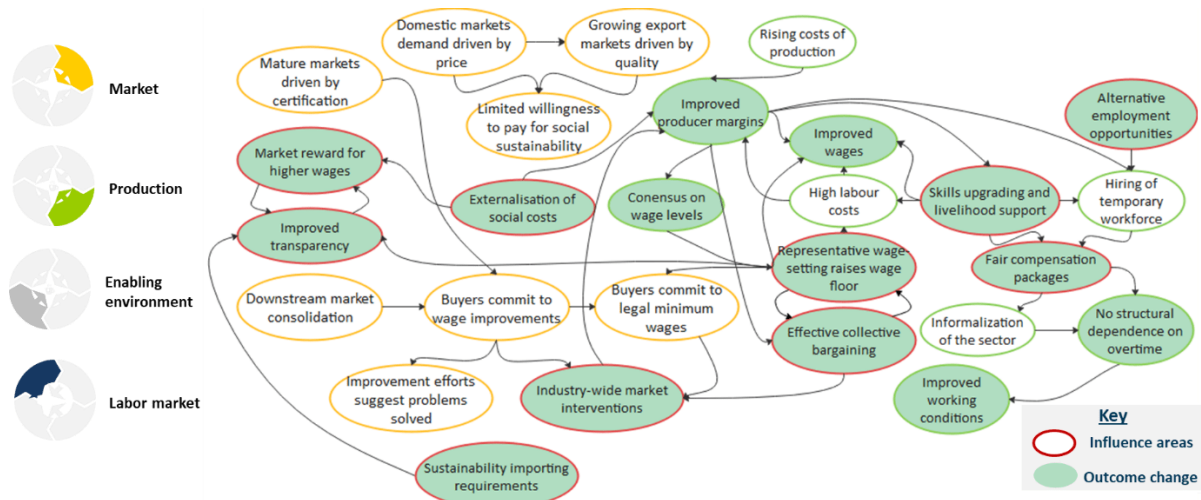 Market
Production
Enabling
environment
Labor market
Domestic markets
demand driven by
price
Growing export
markets driven by
quality
Rising costs of
production
Mature markets
driven by
certification
Limited willingness
to pay for social
sustainability
Improved
producer margins
Improved
wages
Alternative
employment
opportunities
Market reward for
higher wages
Externalisation of
social costs
Conensus on
wage levels
High labour
costs
Skills upgrading and
livelihood support
Hiring of
temporary
workforce
Improved
transparency
Representative wage-
setting raises wage
floor
Fair compensation
packages
Downstream market
consolidation
Buyers commit to
wage improvements
Buyers commit to
legal minimum
wages
Effective collective
bargaining
Informalization
of the sector
No structural
dependence on
overtime
Improvement efforts
suggest problems
solved
Industry-wide market
interventions
Improved
working
conditions
Sustainability importing
requirements
Key
Influence areas
Outcome change